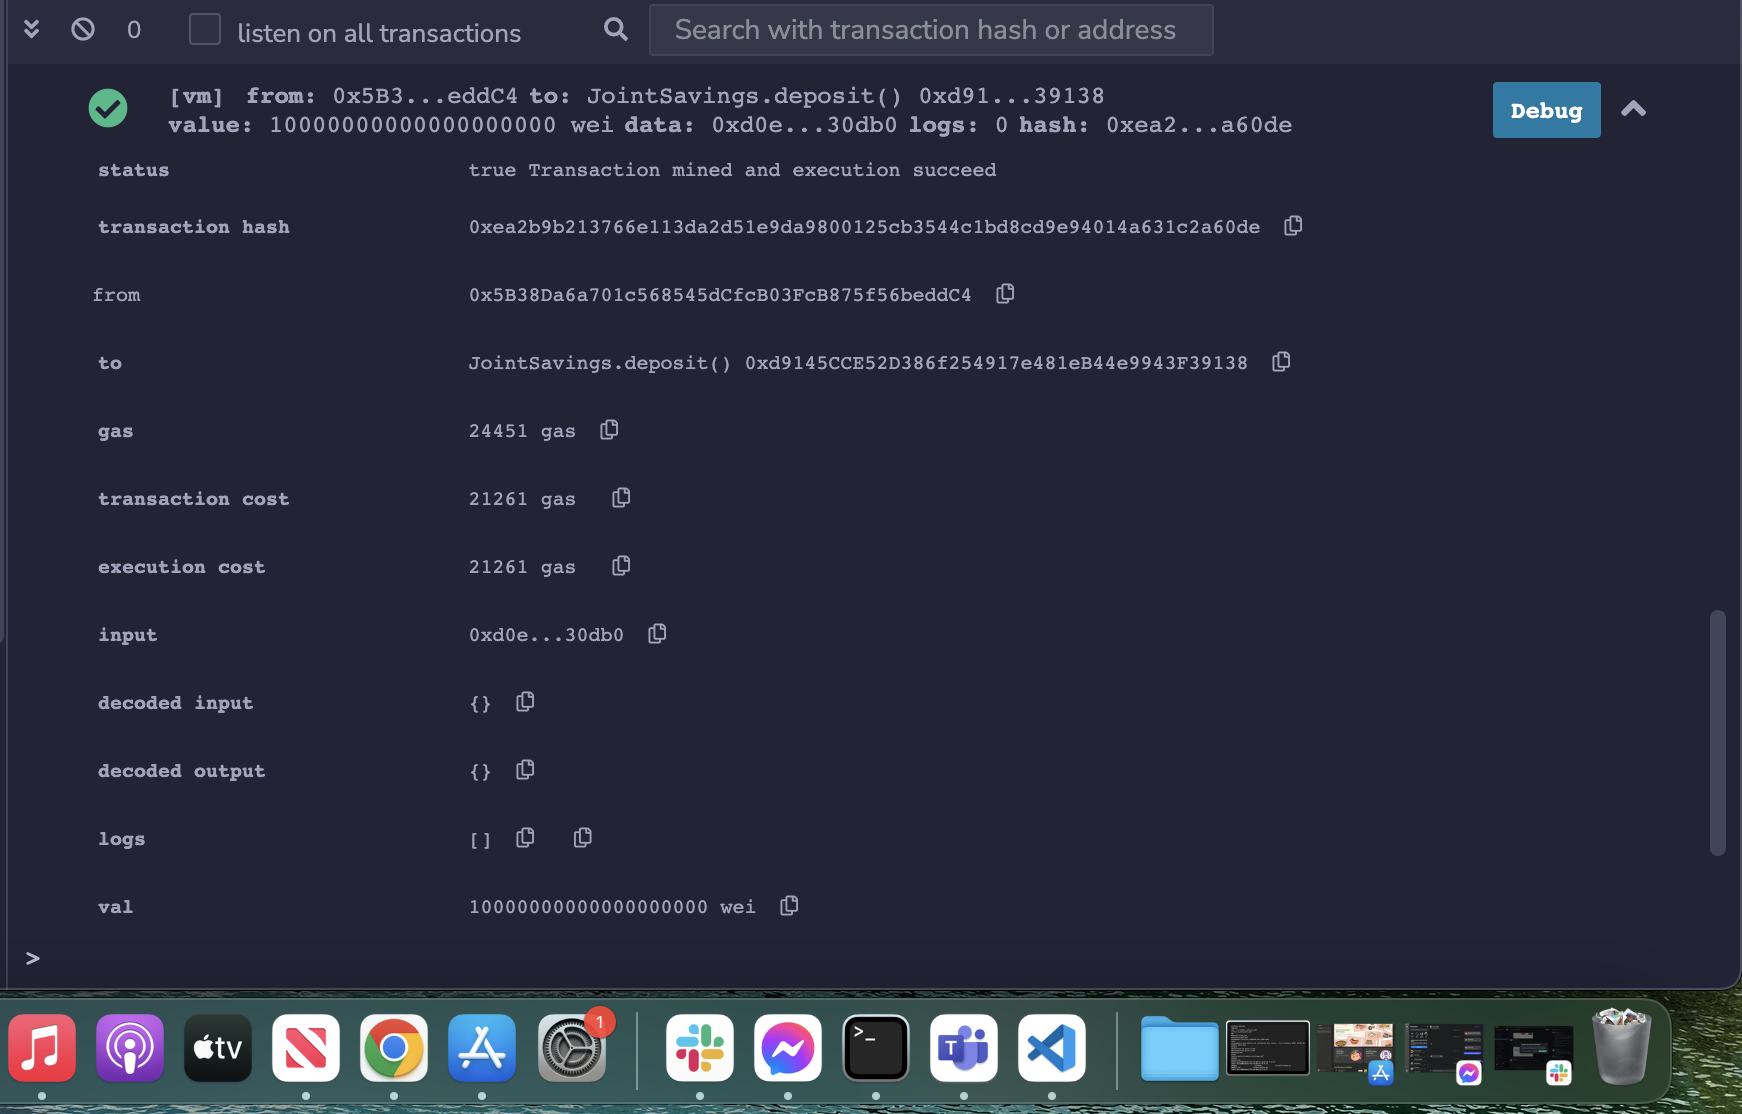 0
listen on all transactions
Search with transaction hash or address
[vm] from: 0x5B3...eddC4 to: JointSavings.deposit() 0xd91...39138
value: 10000000000000000000 wei data: 0xd0e...30db0 logs: 0 hash: 0xea2...a60de
Debug
status true Transaction mined and execution succeed
transaction hash 0xea2b9b213766e113da2d51e9da9800125cb3544c1bd8cd9e94014a631c2a60de
from 0x5B38Da6a701c568545dCfcB03FcB875f56beddC4
to JointSavings.deposit() 0xd9145CCE52D386f254917e481eB44e9943F39138
gas 24451 gas
transaction cost 21261 gas
execution cost 21261 gas
input 0xd0e...30db0
decoded input {}
decoded output {}
logs []
val 10000000000000000000 wei
>
tv
1
>_
T